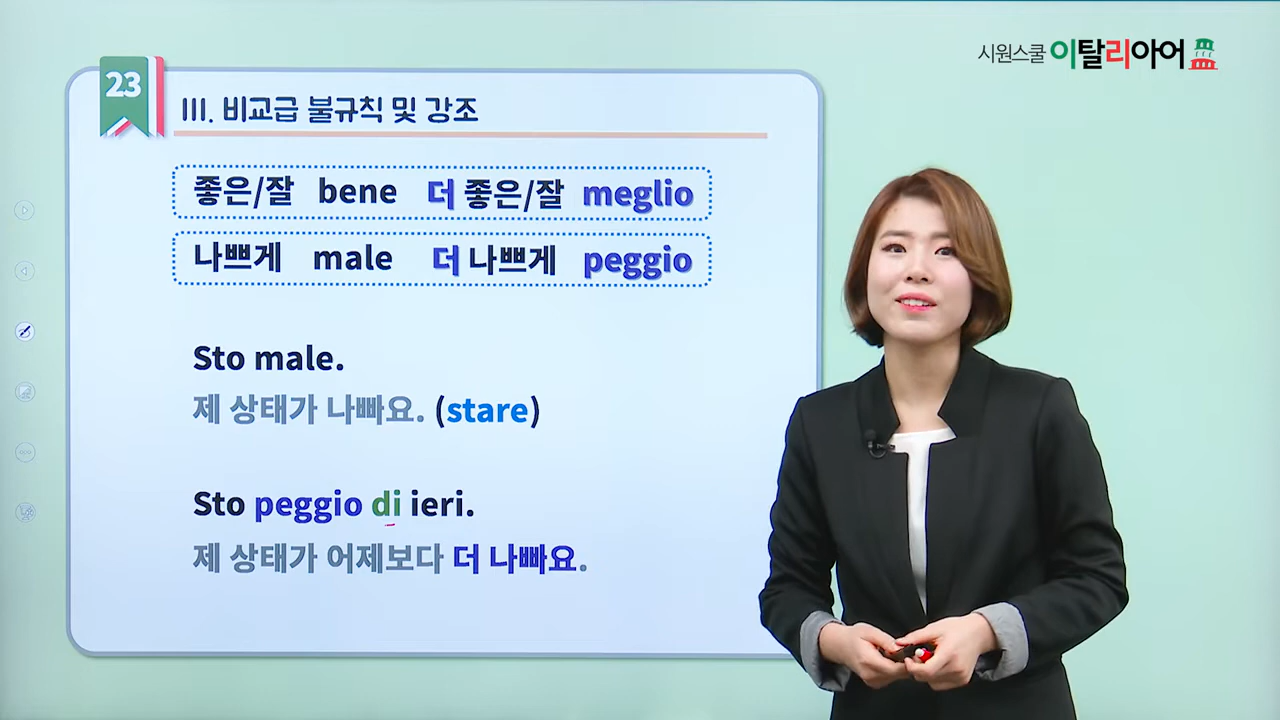 시원스쿨 이탈리아어
23
III. 비교급 불규칙 및 강조
좋은/잘 bene 더 좋은/잘 meglio
나쁘게 male 더 나쁘게 peggio
Sto male.
제 상태가 나빠요. (stare)
Sto peggio di ieri.
제 상태가 어제보다 더 나빠요.